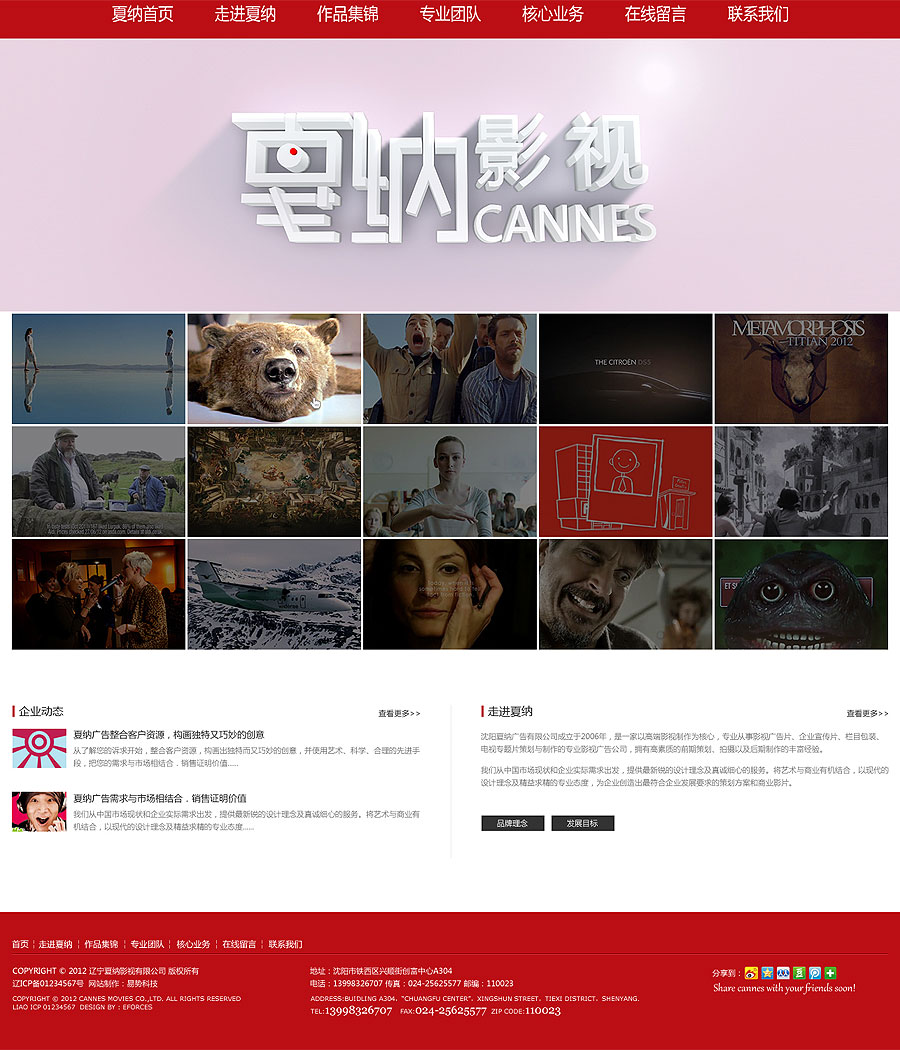 夏纳首页 走进夏纳 作品集锦 专业团队 核心业务 在线留言 联系我们
夏纳影视
CANNES
THE CITROËN DS5
METAMORPHOSIS
TITIAN 2012
企业动态 查看更多>>
夏纳广告整合客户资源，构画独特又巧妙的创意
从了解您的诉求开始，整合客户资源，构画出独特而又巧妙的创意，并使用艺术、科学、合理的先进手
段，把您的需求与市场相结合．销售证明价值......
夏纳广告需求与市场相结合．销售证明价值
我们从中国市场现状和企业实际需求出发，提供最新锐的设计理念及真诚细心的服务。将艺术与商业有
机结合，以现代的设计理念及精益求精的专业态度......
走进夏纳 查看更多>>
沈阳夏纳广告有限公司成立于2006年，是一家以高端影视制作为核心，专业从事影视广告片、企业宣传片、栏目包装、
电视专题片策划与制作的专业影视广告公司，拥有高素质的前期策划、拍摄以及后期制作的丰富经验。
我们从中国市场现状和企业实际需求出发，提供最新锐的设计理念及真诚细心的服务。将艺术与商业有机结合，以现代的
设计理念及精益求精的专业态度，为企业创造出最符合企业发展要求的策划方案和商业影片。
品牌理念 发展目标
首页 ¦ 走进夏纳 ¦ 作品集锦 ¦ 专业团队 ¦ 核心业务 ¦ 在线留言 ¦ 联系我们
COPYRIGHT © 2012 辽宁夏纳影视有限公司 版权所有
辽ICP备01234567号 网站制作：易势科技
COPYRIGHT © 2012 CANNES MOVIES CO.,LTD. ALL RIGHTS RESERVED
LIAO ICP 01234567 DESIGN BY : EFORCES
地址：沈阳市铁西区兴顺街创富中心A304
电话：13998326707 传真：024-25625577 邮编：110023
ADDRESS:BUIDLING A304. "CHUANGFU CENTER". XINGSHUN STREET. TIEXI DISTRICT. SHENYANG.
TEL:13998326707 FAX:024-25625577 ZIP CODE:110023
分享到：
Share cannes with your friends soon!